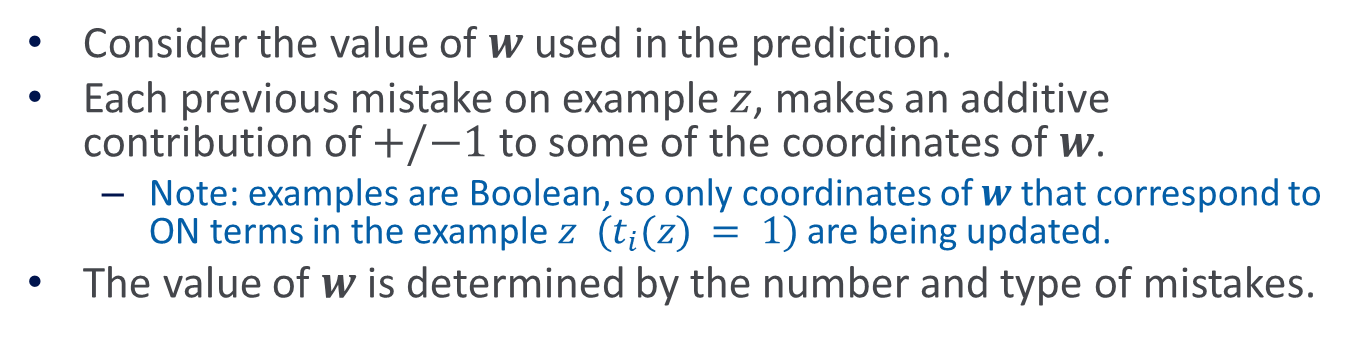 • Consider the value of w used in the prediction.
• Each previous mistake on example z, makes an additive
contribution of +/−1 to some of the coordinates of w.
– Note: examples are Boolean, so only coordinates of w that correspond to
ON terms in the example z (tᵢ(z) = 1) are being updated.
• The value of w is determined by the number and type of mistakes.